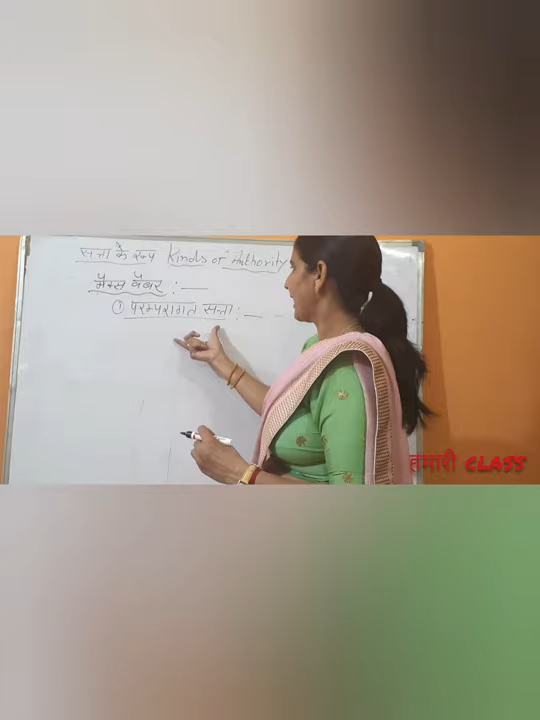 सत्ता के रूप Kinds of Authority
मैक्स वेबर :—
① परम्परागत सत्ता :—
हमारी CLASS